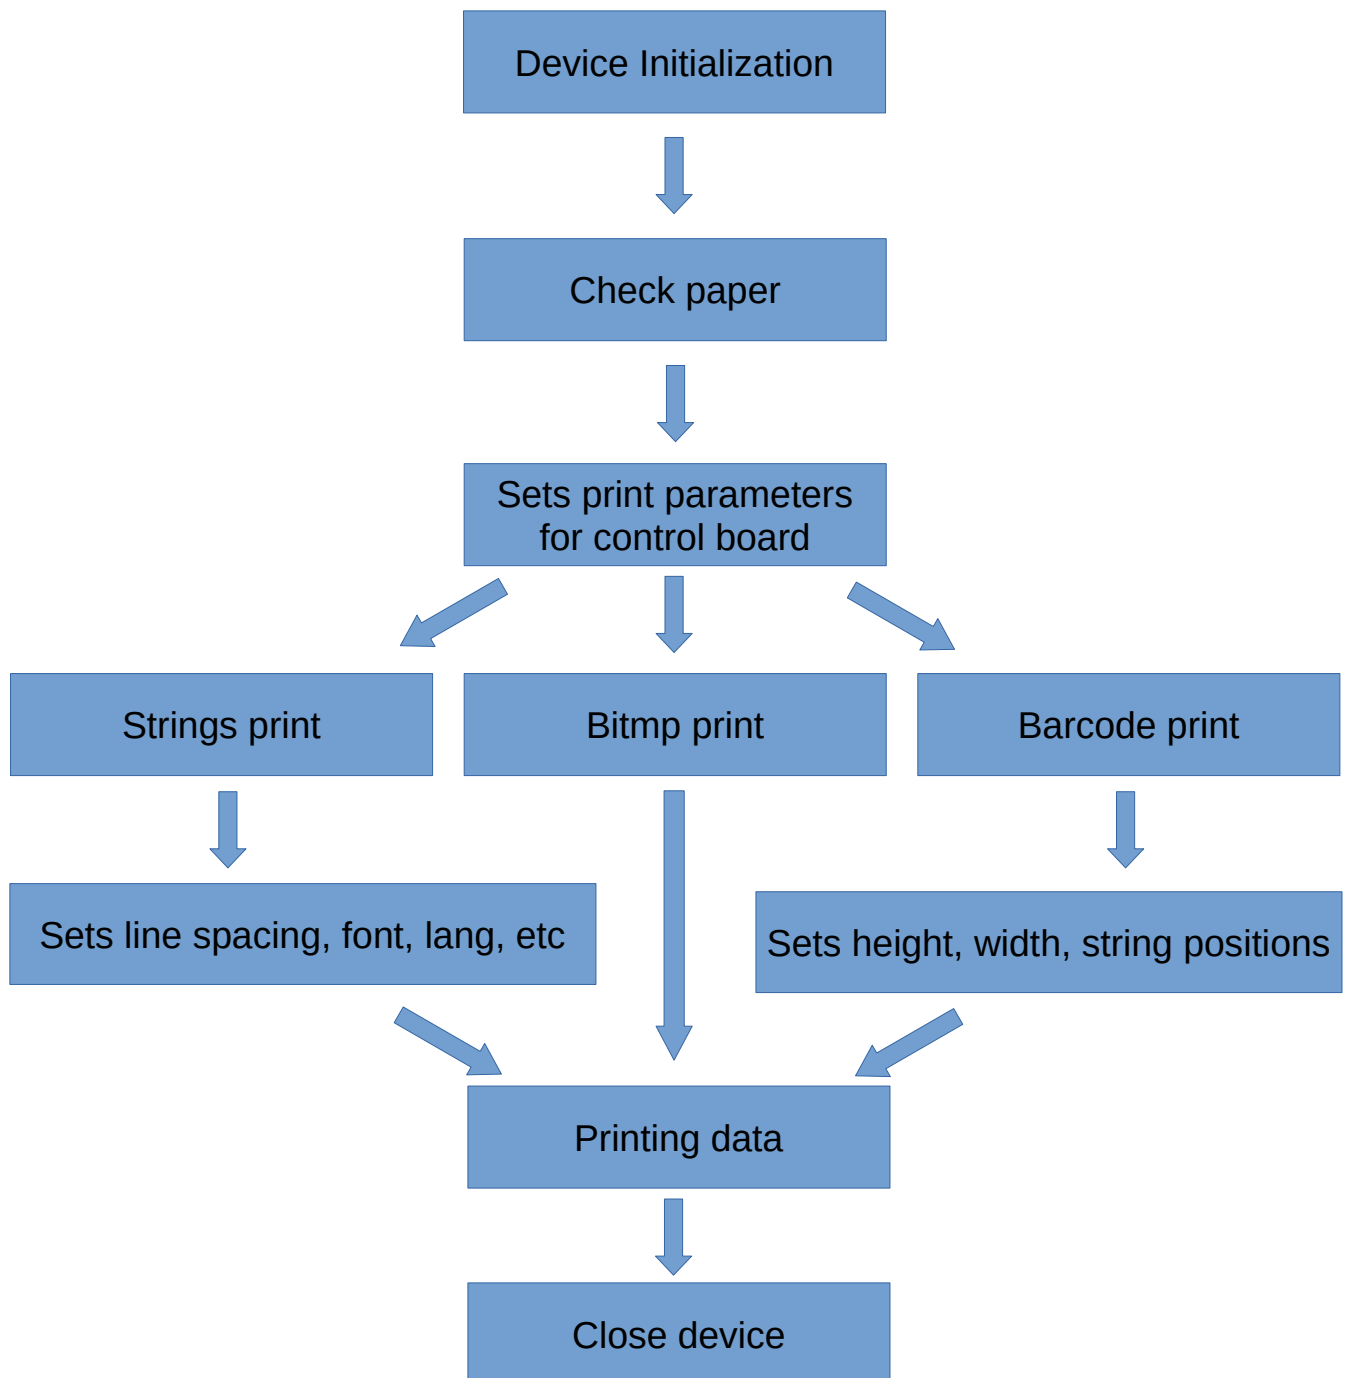 Device Initialization
Check paper
Sets print parameters
for control board
Strings print
Bitmp print
Barcode print
Sets line spacing, font, lang, etc
Sets height, width, string positions
Printing data
Close device